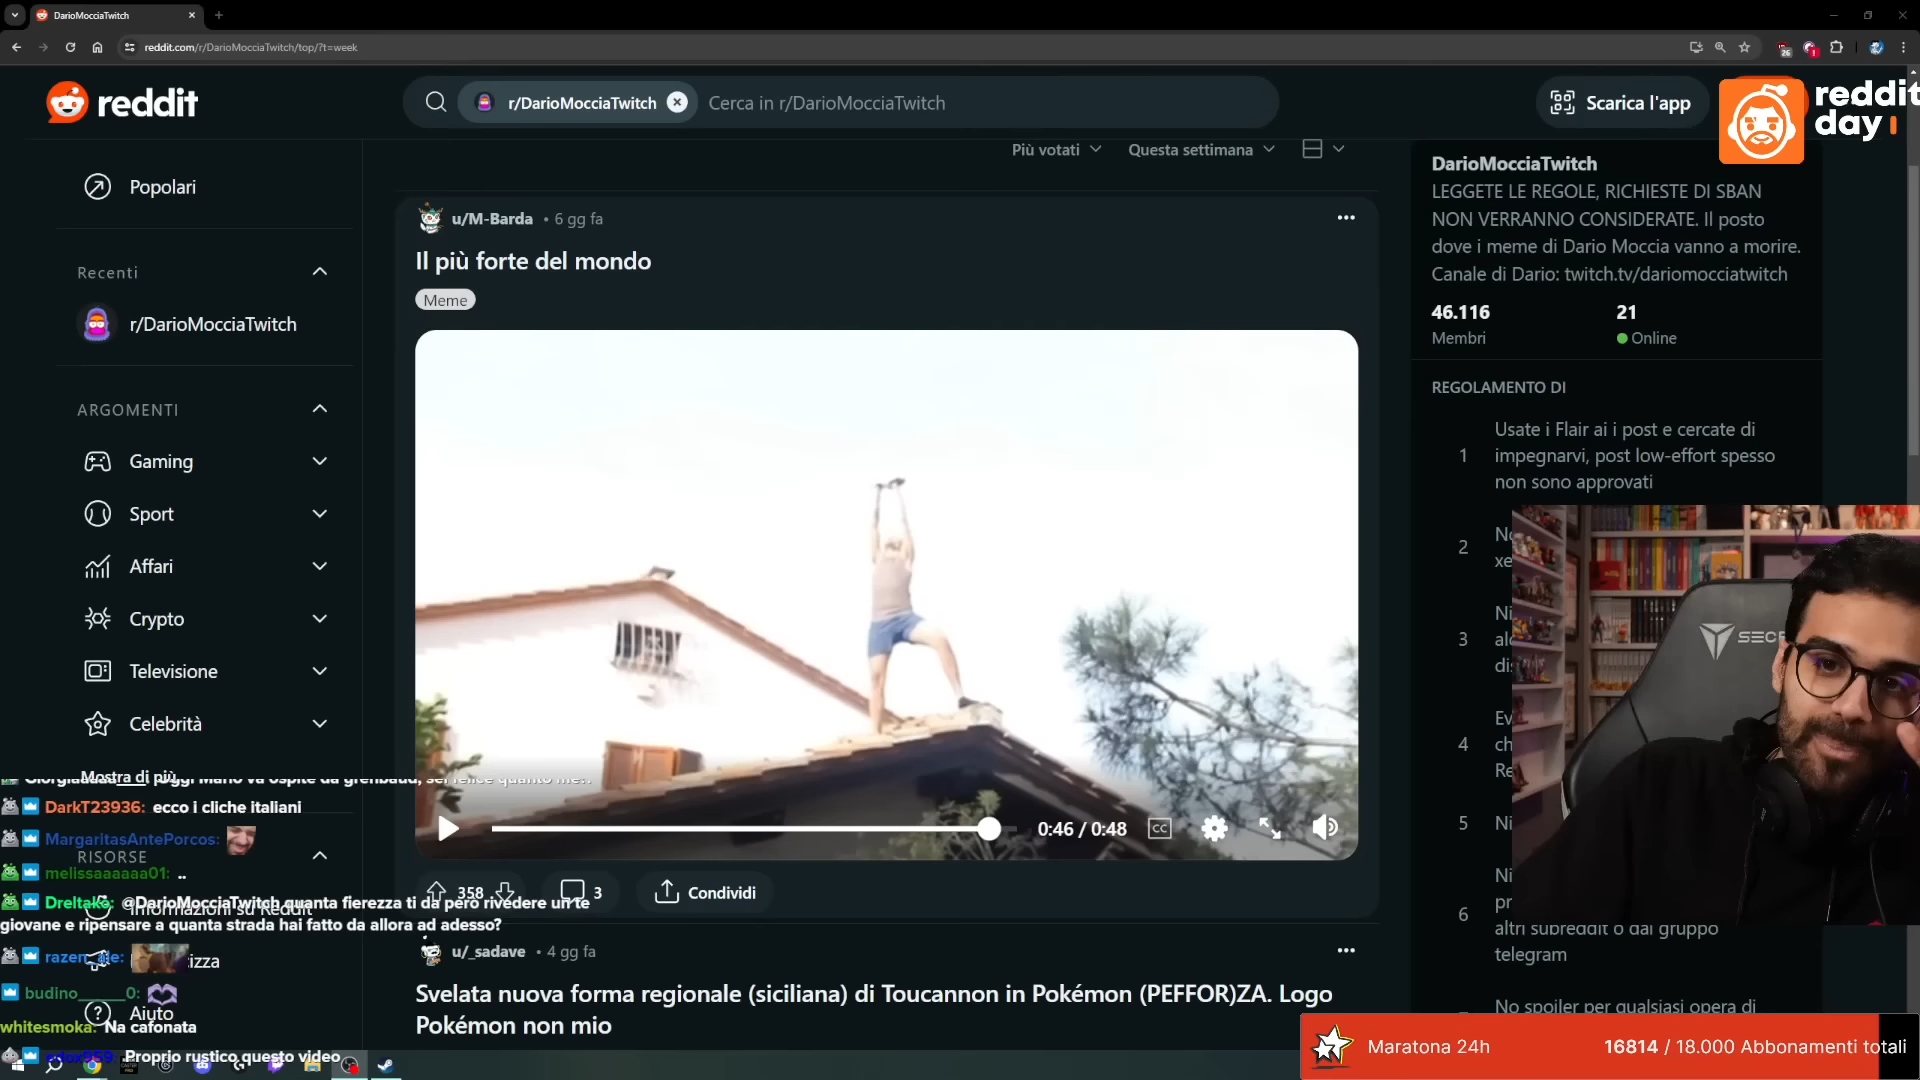 DarioMocciaTwitch
reddit.com/r/DarioMocciaTwitch/top/?t=week
26
1
reddit
r/DarioMocciaTwitch
Cerca in r/DarioMocciaTwitch
Scarica l'app
reddit
day
Popolari
Recenti
r/DarioMocciaTwitch
ARGOMENTI
Gaming
Sport
Affari
Crypto
Televisione
Celebrità
Mostra di più
RISORSE
Informazioni su Reddit
Aiuto
Più votati
Questa settimana
u/M-Barda • 6 gg fa
Il più forte del mondo
Meme
0:46 / 0:48
CC
358
3
Condividi
u/_sadave • 4 gg fa
Svelata nuova forma regionale (siciliana) di Toucannon in Pokémon (PEFFOR)ZA. Logo
Pokémon non mio
DarioMocciaTwitch
LEGGETE LE REGOLE, RICHIESTE DI SBAN
NON VERRANNO CONSIDERATE. Il posto
dove i meme di Dario Moccia vanno a morire.
Canale di Dario: twitch.tv/dariomocciatwitch
46.116
Membri
21
Online
REGOLAMENTO DI
1
Usate i Flair ai i post e cercate di
impegnarvi, post low-effort spesso
non sono approvati
2
3
4
5
6
altri subreddit o dal gruppo
telegram
No spoiler per qualsiasi opera di
SECR
DarkT23936: ecco i cliche italiani
MargaritasAntePorcos:
melissaaaaaa01: ..
Dreltako: @DarioMocciaTwitch quanta fierezza ti da però rivedere un te
giovane e ripensare a quanta strada hai fatto da allora ad adesso?
whitesmoka: Na cafonata
edox959 Proprio rustico questo video
Maratona 24h
16814 / 18.000 Abbonamenti totali